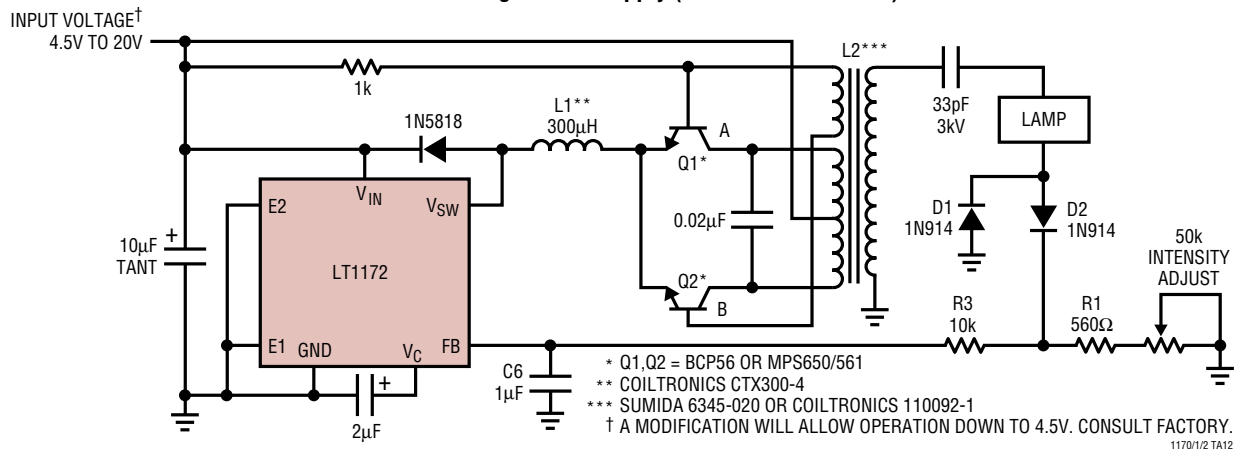 INPUT VOLTAGE†
4.5V TO 20V
1k
1N5818
L1**
300µH
A
Q1*
0.02µF
Q2*
B
L2***
33pF
3kV
LAMP
D1
1N914
D2
1N914
50k
INTENSITY
ADJUST
10µF
TANT
+
E2
VIN
VSW
LT1172
E1
GND
VC
FB
+
2µF
C6
1µF
R3
10k
R1
560Ω
* Q1,Q2 = BCP56 OR MPS650/561
** COILTRONICS CTX300-4
*** SUMIDA 6345-020 OR COILTRONICS 110092-1
† A MODIFICATION WILL ALLOW OPERATION DOWN TO 4.5V. CONSULT FACTORY.
1170/1/2 TA12